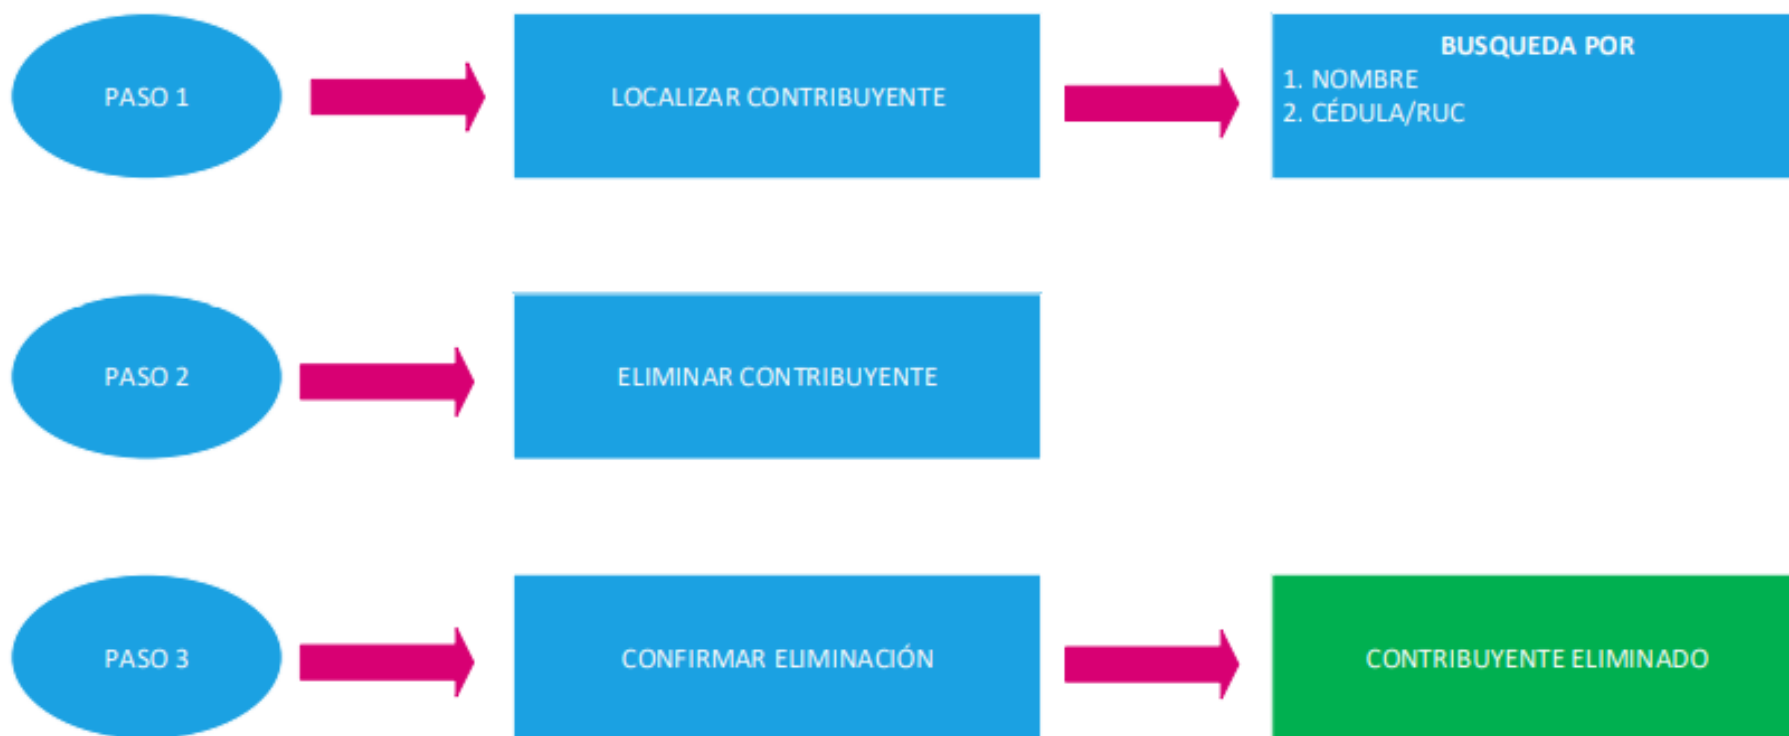 PASO 1
LOCALIZAR CONTRIBUYENTE
BUSQUEDA POR
1. NOMBRE
2. CÉDULA/RUC
PASO 2
ELIMINAR CONTRIBUYENTE
PASO 3
CONFIRMAR ELIMINACIÓN
CONTRIBUYENTE ELIMINADO